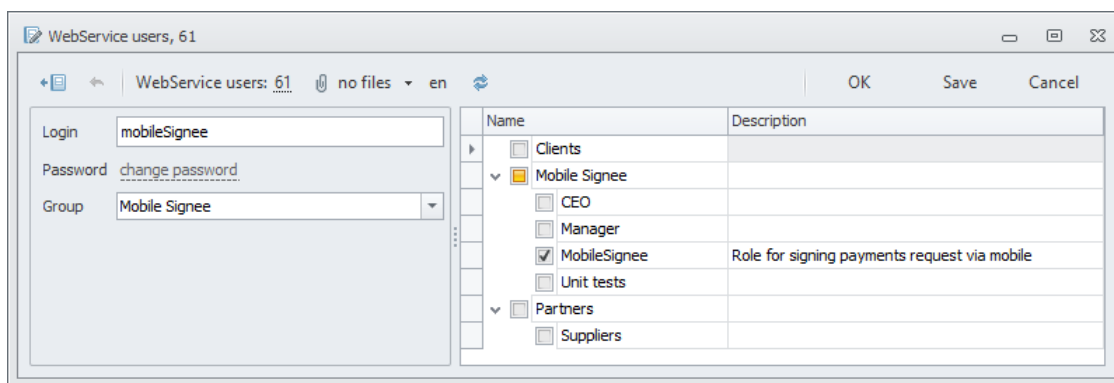 WebService users, 61
WebService users: 61 no files en OK Save Cancel
Login mobileSignee
Password change password
Group Mobile Signee
Name Description
Clients
Mobile Signee
CEO
Manager
MobileSignee Role for signing payments request via mobile
Unit tests
Partners
Suppliers